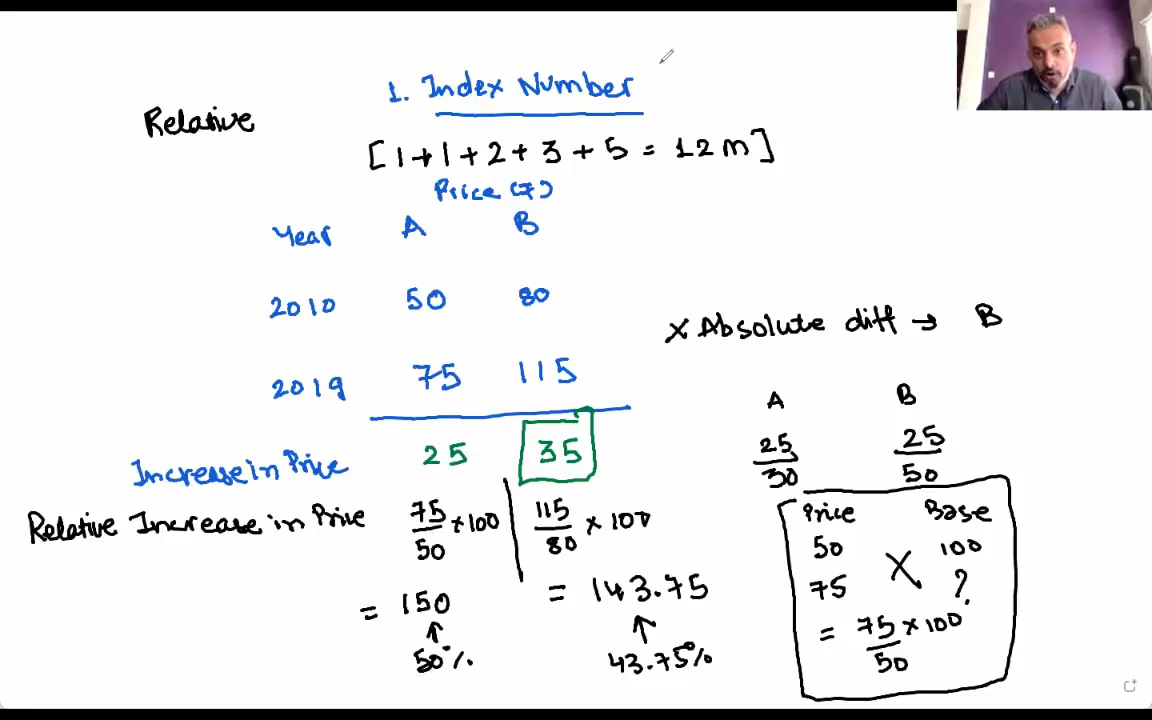 1. Index Number
Relative
[1+1+2+3+5 = 12 m]
Price (₹)
Year A B
2010 50 80
2019 75 115
Increase in Price 25 35
Relative Increase in Price 75/50 × 100 115/80 × 100
= 150 = 143.75
↑ ↑
50% 43.75%
× Absolute diff → B
A B
25/30 25/50
Price Base
50 100
75 ?
= 75/50 × 100